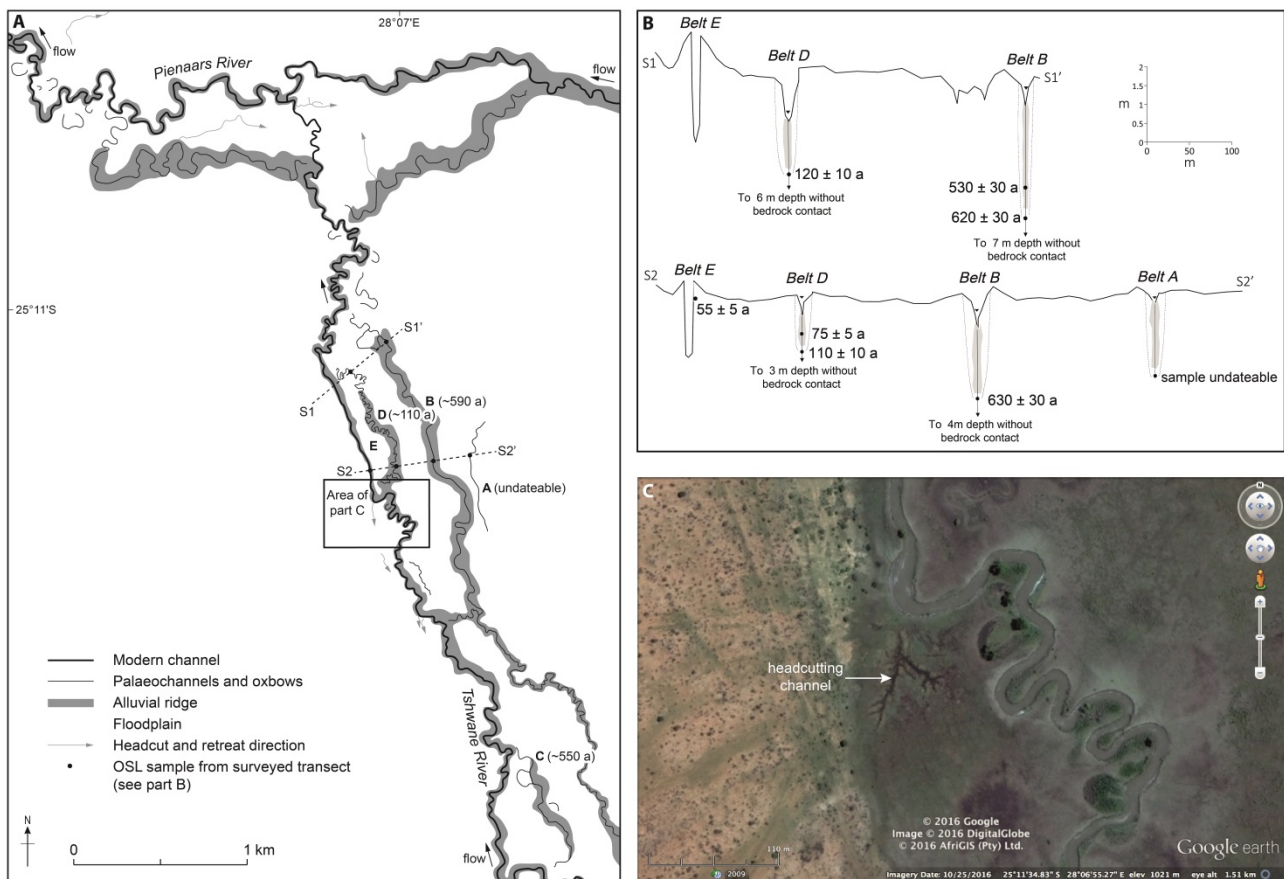 A
28°07'E
flow
Pienaars River
flow
25°11'S
S1'
S1
B (~590 a)
D (~110 a)
E
S2'
S2
A (undateable)
Area of
part C
Modern channel
Palaeochannels and oxbows
Alluvial ridge
Floodplain
Headcut and retreat direction
OSL sample from surveyed transect
(see part B)
N
0 1 km
Tshwane River
C (~550 a)
flow
B
Belt E
S1
Belt D
Belt B
S1'
2
1.5
m 1
0.5
0
0 50 100
m
120 ± 10 a
To 6 m depth without
bedrock contact
530 ± 30 a
620 ± 30 a
To 7 m depth without
bedrock contact
S2
Belt E
Belt D
Belt B
Belt A
S2'
55 ± 5 a
75 ± 5 a
110 ± 10 a
To 3 m depth without
bedrock contact
sample undateable
630 ± 30 a
To 4m depth without
bedrock contact
C
N
headcutting
channel
© 2016 Google
Image © 2016 DigitalGlobe
© 2016 AfriGIS (Pty) Ltd.
Google earth
110 m
2009
Imagery Date: 10/25/2016 25°11'34.83" S 28°06'55.27" E elev 1021 m eye alt 1.51 km